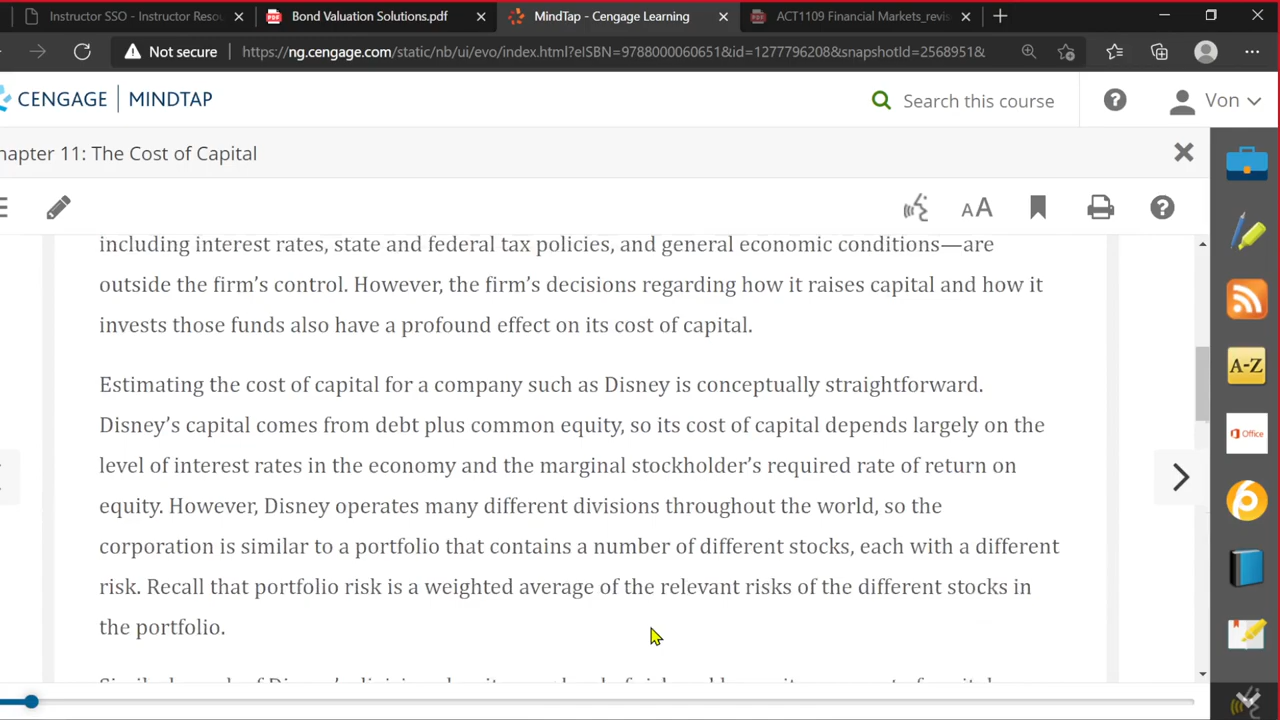 Instructor SSO - Instructor Resou
Bond Valuation Solutions.pdf
MindTap - Cengage Learning
ACT1109 Financial Markets_revis
Not secure
https://ng.cengage.com/static/nb/ui/evo/index.html?eISBN=9788000060651&id=1277796208&snapshotId=2568951&
CENGAGE | MINDTAP
Search this course
Von
hapter 11: The Cost of Capital
AA
including interest rates, state and federal tax policies, and general economic conditions—are
outside the firm's control. However, the firm's decisions regarding how it raises capital and how it
invests those funds also have a profound effect on its cost of capital.
Estimating the cost of capital for a company such as Disney is conceptually straightforward.
Disney's capital comes from debt plus common equity, so its cost of capital depends largely on the
level of interest rates in the economy and the marginal stockholder's required rate of return on
equity. However, Disney operates many different divisions throughout the world, so the
corporation is similar to a portfolio that contains a number of different stocks, each with a different
risk. Recall that portfolio risk is a weighted average of the relevant risks of the different stocks in
the portfolio.
A-Z
Office